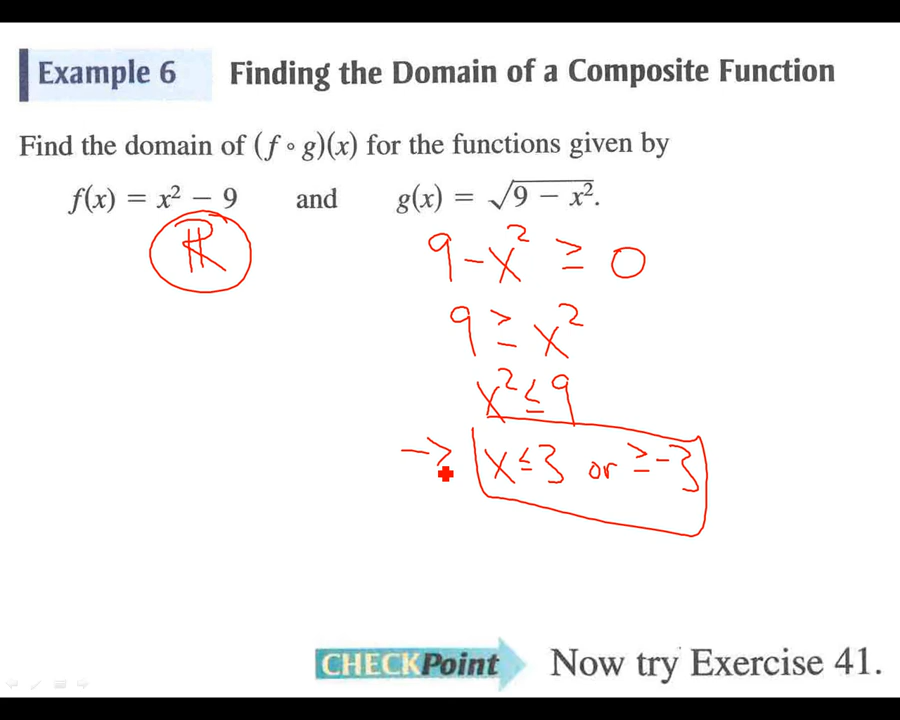 Example 6 Finding the Domain of a Composite Function
Find the domain of (f ∘ g)(x) for the functions given by
f(x) = x² − 9 and g(x) = √(9 − x²).
ℝ
9 - x² ≥ 0
9 ≥ x²
x² ≤ 9
→ x ≤ 3 or ≥ -3
CHECKPoint Now try Exercise 41.